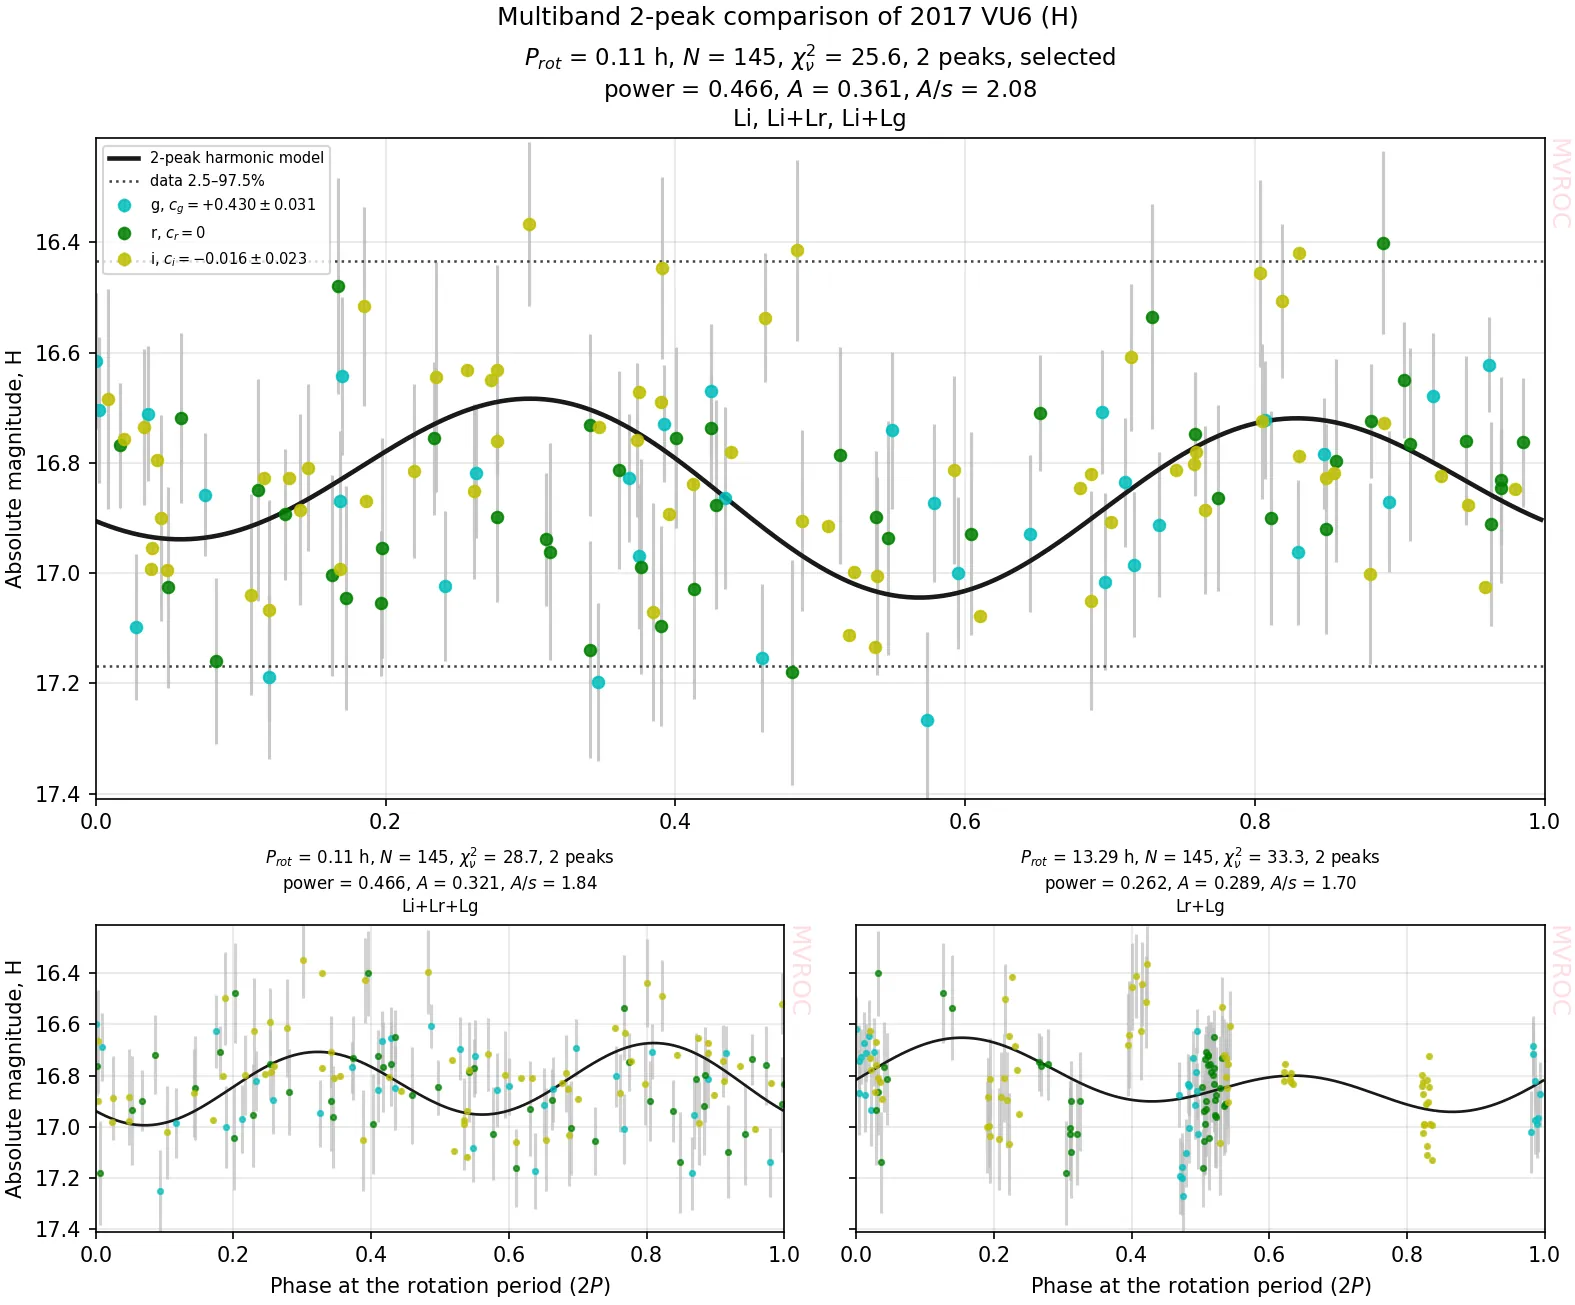 Multiband 2-peak comparison of 2017 VU6 (H)
P_rot = 0.11 h, N = 145, χ²_ν = 25.6, 2 peaks, selected
power = 0.466, A = 0.361, A/s = 2.08
Li, Li+Lr, Li+Lg
2-peak harmonic model
data 2.5–97.5%
g, c_g = +0.430 ± 0.031
r, c_r = 0
i, c_i = −0.016 ± 0.023
MVROC
Absolute magnitude, H
16.4
16.6
16.8
17.0
17.2
17.4
0.0 0.2 0.4 0.6 0.8 1.0
P_rot = 0.11 h, N = 145, χ²_ν = 28.7, 2 peaks
power = 0.466, A = 0.321, A/s = 1.84
Li+Lr+Lg
MVROC
Absolute magnitude, H
16.4
16.6
16.8
17.0
17.2
17.4
0.0 0.2 0.4 0.6 0.8 1.0
Phase at the rotation period (2P)
P_rot = 13.29 h, N = 145, χ²_ν = 33.3, 2 peaks
power = 0.262, A = 0.289, A/s = 1.70
Lr+Lg
MVROC
0.0 0.2 0.4 0.6 0.8 1.0
Phase at the rotation period (2P)